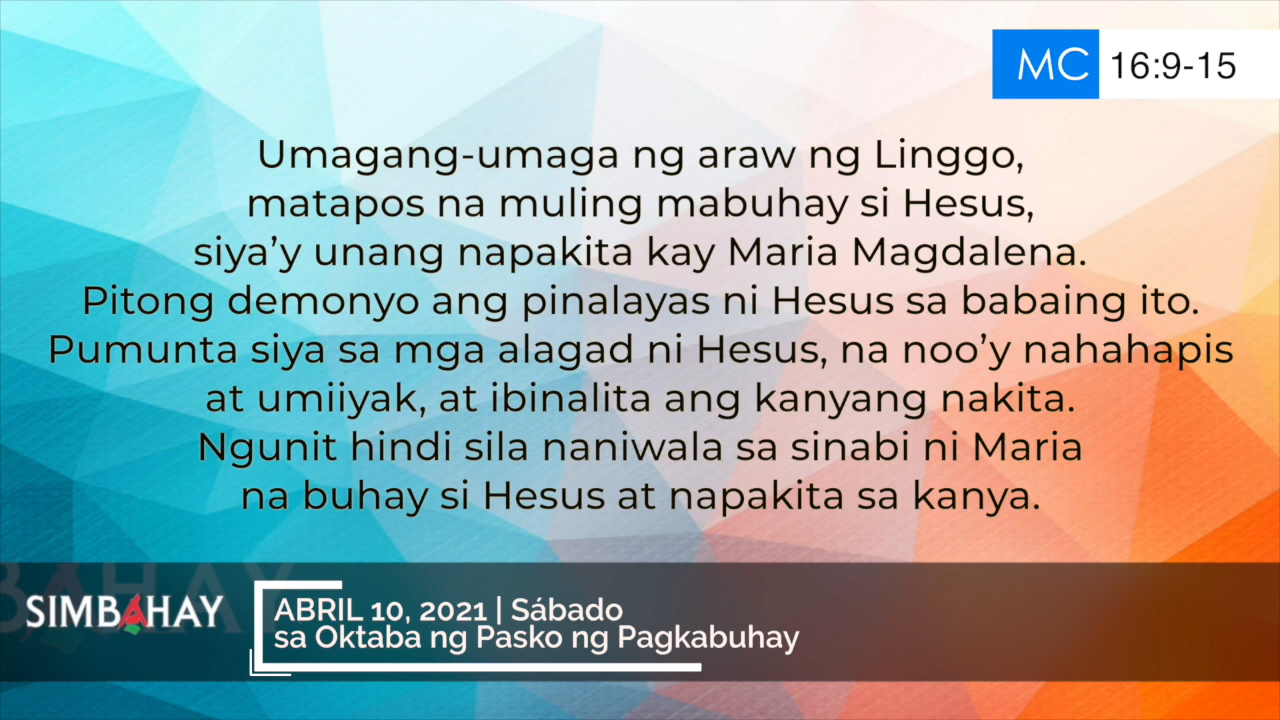 MC 16:9-15
Umagang-umaga ng araw ng Linggo,
matapos na muling mabuhay si Hesus,
siya’y unang napakita kay Maria Magdalena.
Pitong demonyo ang pinalayas ni Hesus sa babaing ito.
Pumunta siya sa mga alagad ni Hesus, na noo’y nahahapis
at umiiyak, at ibinalita ang kanyang nakita.
Ngunit hindi sila naniwala sa sinabi ni Maria
na buhay si Hesus at napakita sa kanya.
SIMBAHAY
ABRIL 10, 2021 | Sábado
sa Oktaba ng Pasko ng Pagkabuhay